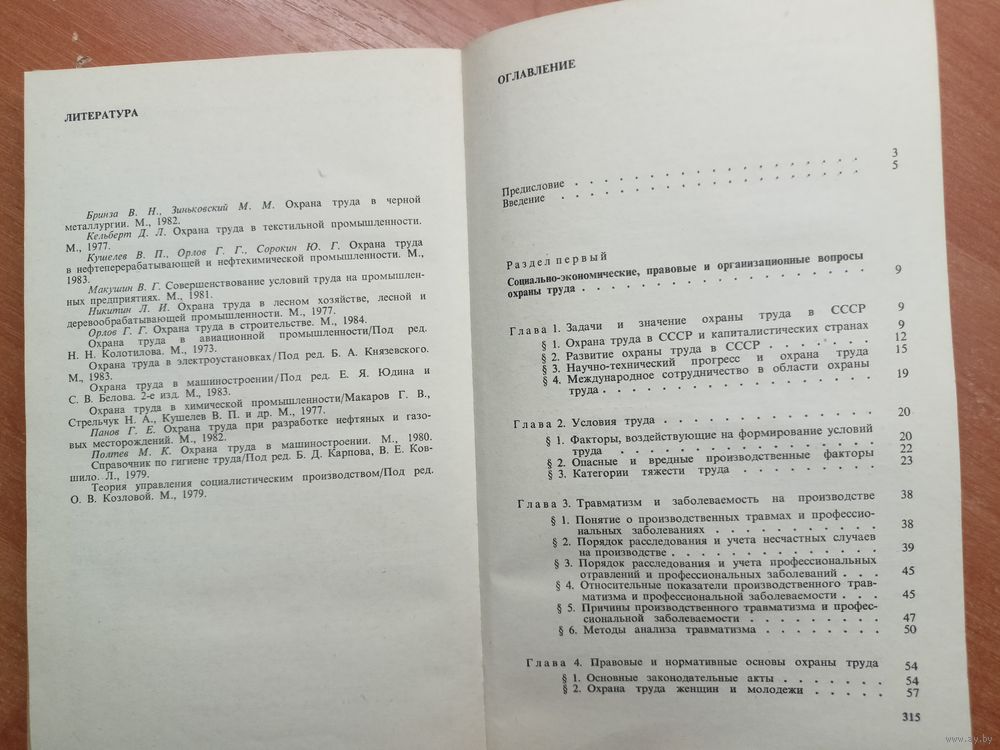 ЛИТЕРАТУРА
Бринза В. Н., Зиньковский М. М. Охрана труда в черной
металлургии. М., 1982.
Кельберт Д. Л. Охрана труда в текстильной промышленности.
М., 1977.
Кушелев В. П., Орлов Г. Г., Сорокин Ю. Г. Охрана труда
в нефтеперерабатывающей и нефтехимической промышленности. М.,
1983.
Макушин В. Г. Совершенствование условий труда на промышлен-
ных предприятиях. М., 1981.
Никитин Л. И. Охрана труда в лесном хозяйстве, лесной и
деревообрабатывающей промышленности. М., 1977.
Орлов Г. Г. Охрана труда в строительстве. М., 1984.
Охрана труда в авиационной промышленности/Под ред.
Н. Н. Колотилова. М., 1973.
Охрана труда в электроустановках/Под ред. Б. А. Князевского.
М., 1983.
Охрана труда в машиностроении/Под ред. Е. Я. Юдина и
С. В. Белова. 2-е изд. М., 1983.
Охрана труда в химической промышленности/Макаров Г. В.,
Стрельчук Н. А., Кушелев В. П. и др. М., 1977.
Панов Г. Е. Охрана труда при разработке нефтяных и газо-
вых месторождений. М., 1982.
Полтев М. К. Охрана труда в машиностроении. М., 1980.
Справочник по гигиене труда/Под ред. Б. Д. Карпова, В. Е. Ков-
шило. Л., 1979.
Теория управления социалистическим производством/Под ред.
О. В. Козловой. М., 1979.
ОГЛАВЛЕНИЕ
Предисловие . . . . . . . . . . . . . . . . . 3
Введение . . . . . . . . . . . . . . . . . . 5
Раздел первый
Социально-экономические, правовые и организационные вопросы
охраны труда . . . . . . . . . . . . . . . . 9
Глава 1. Задачи и значение охраны труда в СССР 9
§ 1. Охрана труда в СССР и капиталистических странах 9
§ 2. Развитие охраны труда в СССР . . . . . . 12
§ 3. Научно-технический прогресс и охрана труда 15
§ 4. Международное сотрудничество в области охраны
труда . . . . . . . . . . . . . . . 19
Глава 2. Условия труда . . . . . . . . . . . 20
§ 1. Факторы, воздействующие на формирование условий
труда . . . . . . . . . . . . . . 20
§ 2. Опасные и вредные производственные факторы 22
§ 3. Категории тяжести труда . . . . . . . . 23
Глава 3. Травматизм и заболеваемость на производстве 38
§ 1. Понятие о производственных травмах и профессио-
нальных заболеваниях . . . . . . . . . . 38
§ 2. Порядок расследования и учета несчастных случаев
на производстве . . . . . . . . . . . 39
§ 3. Порядок расследования и учета профессиональных
отравлений и профессиональных заболеваний . . . 45
§ 4. Относительные показатели производственного трав-
матизма и профессиональной заболеваемости . . . 45
§ 5. Причины производственного травматизма и профес-
сиональной заболеваемости . . . . . . . . 47
§ 6. Методы анализа травматизма . . . . . . . 50
Глава 4. Правовые и нормативные основы охраны труда 54
§ 1. Основные законодательные акты . . . . . . 54
§ 2. Охрана труда женщин и молодежи . . . . . 57
315
www.ay.by